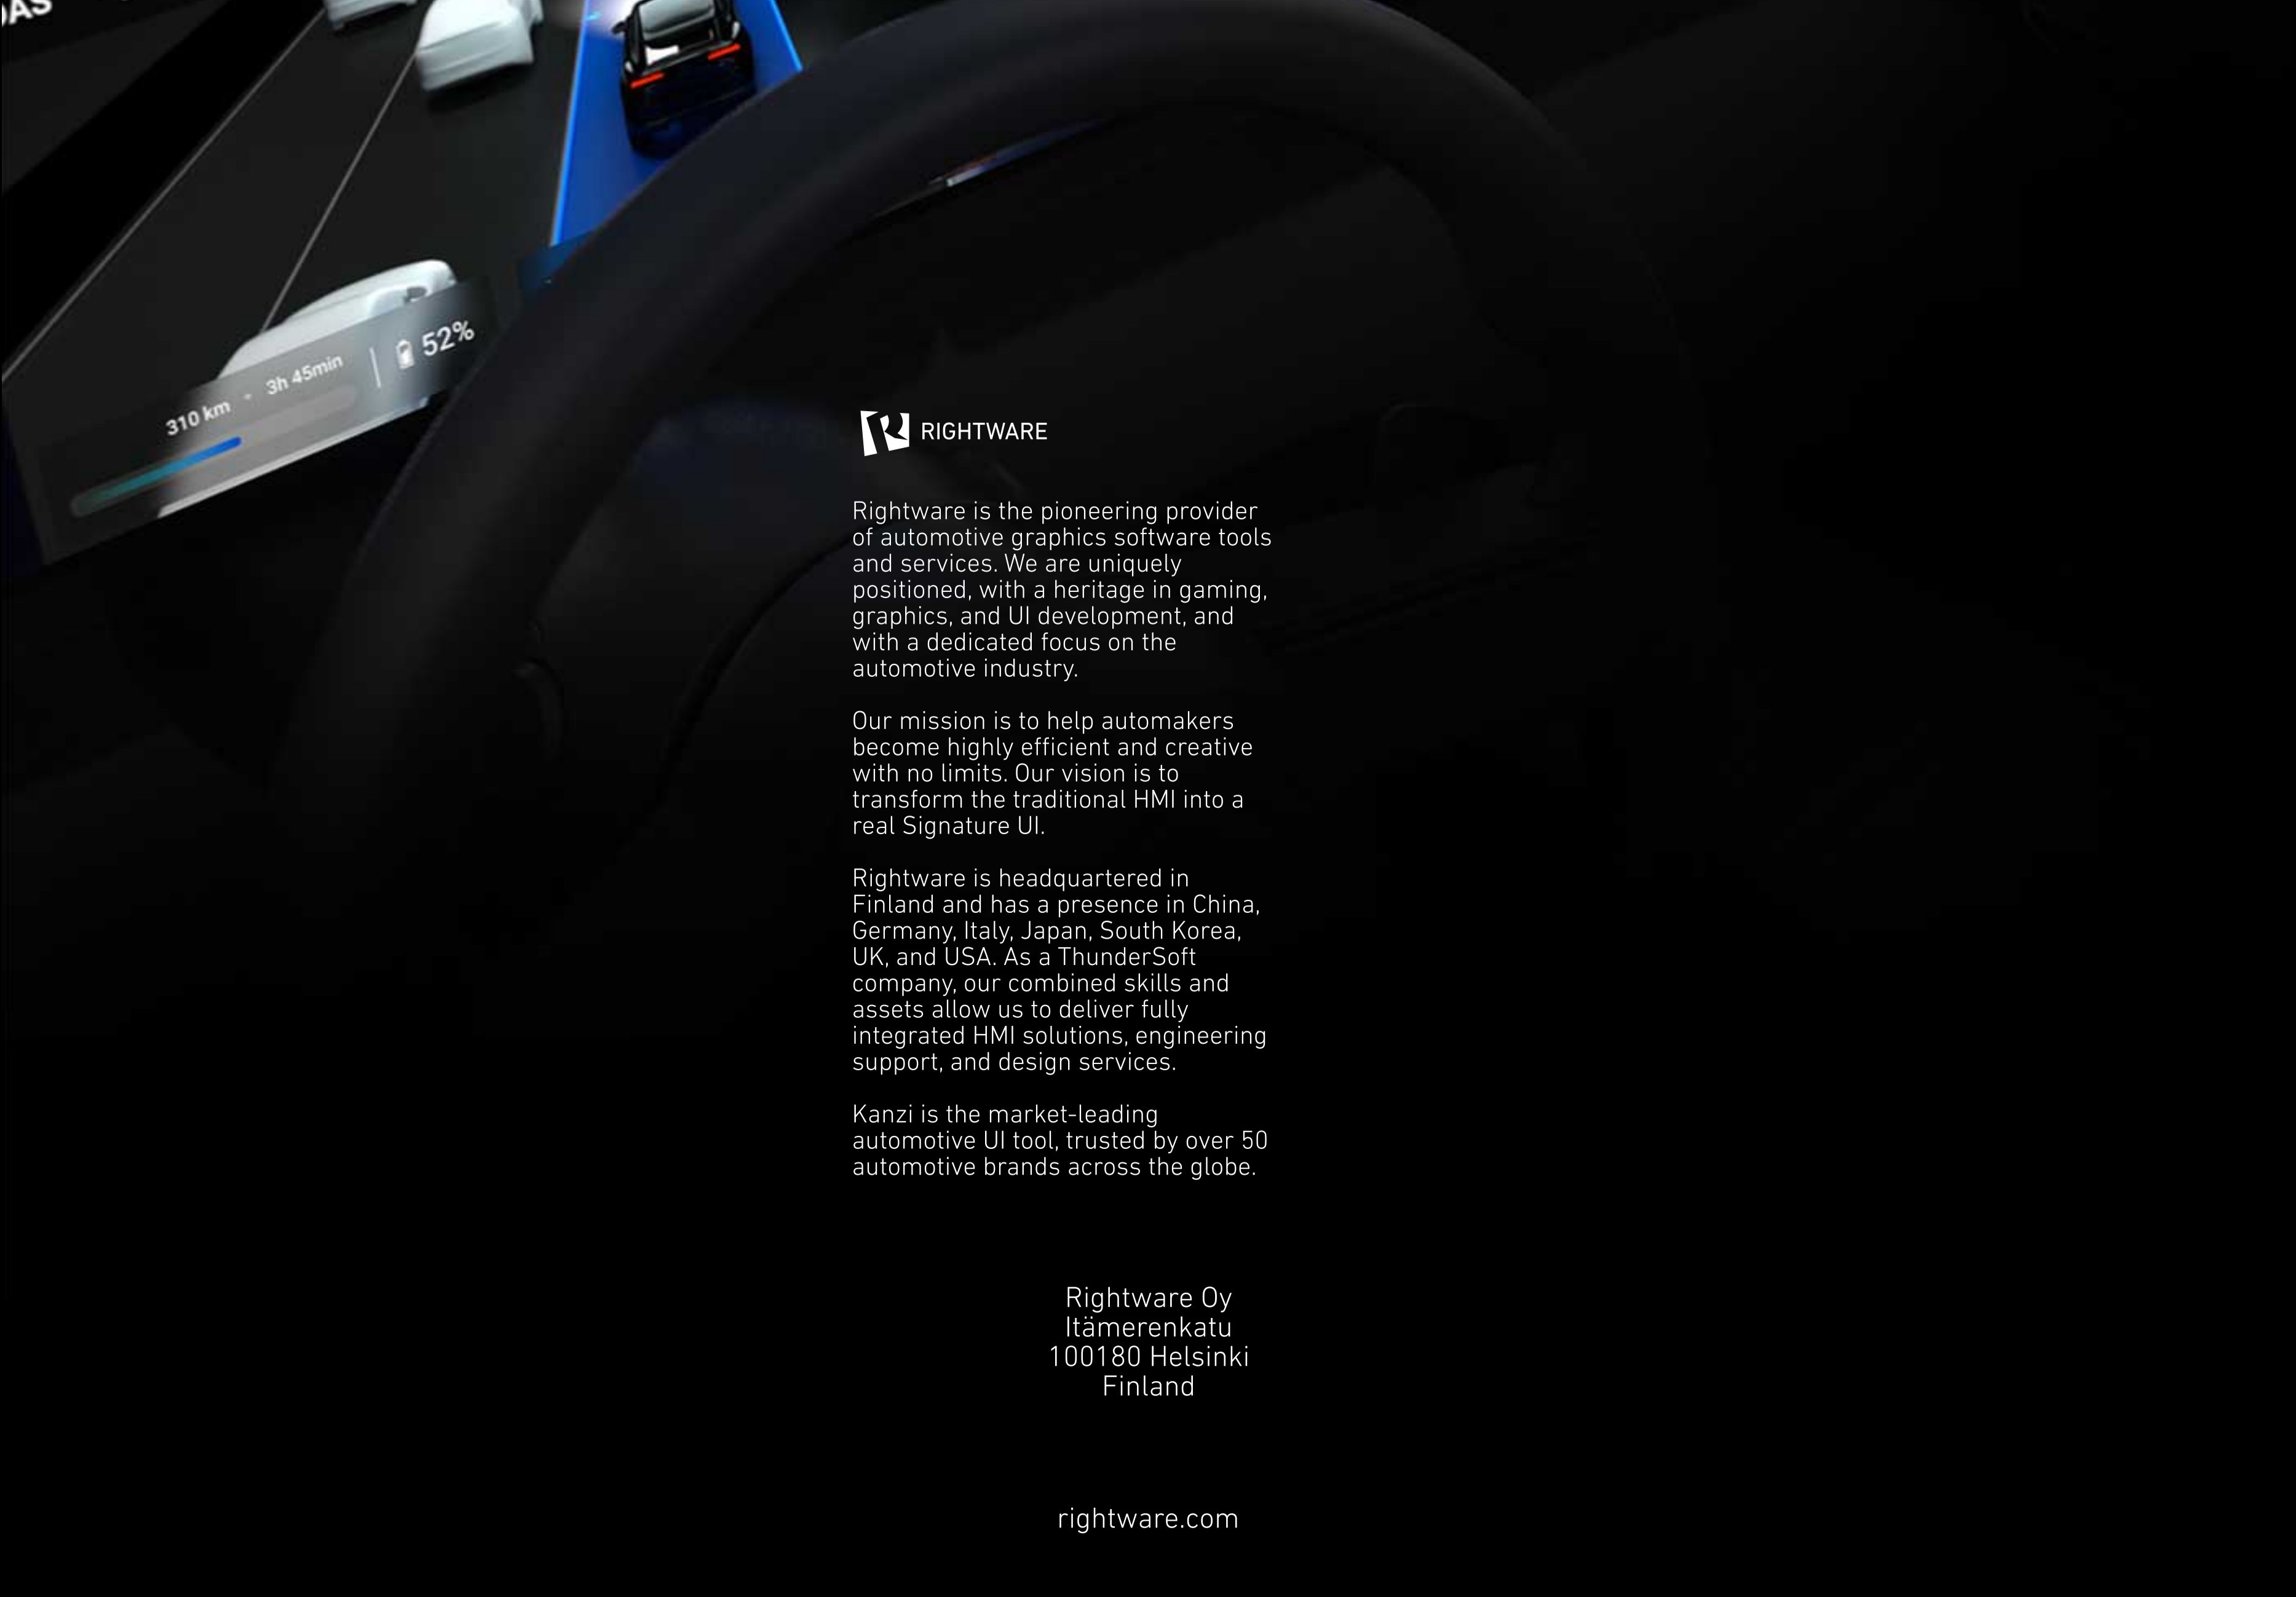 310 km
3h 45min
52%
RIGHTWARE
Rightware is the pioneering provider
of automotive graphics software tools
and services. We are uniquely
positioned, with a heritage in gaming,
graphics, and UI development, and
with a dedicated focus on the
automotive industry.
Our mission is to help automakers
become highly efficient and creative
with no limits. Our vision is to
transform the traditional HMI into a
real Signature UI.
Rightware is headquartered in
Finland and has a presence in China,
Germany, Italy, Japan, South Korea,
UK, and USA. As a ThunderSoft
company, our combined skills and
assets allow us to deliver fully
integrated HMI solutions, engineering
support, and design services.
Kanzi is the market-leading
automotive UI tool, trusted by over 50
automotive brands across the globe.
Rightware Oy
Itämerenkatu
100180 Helsinki
Finland
rightware.com